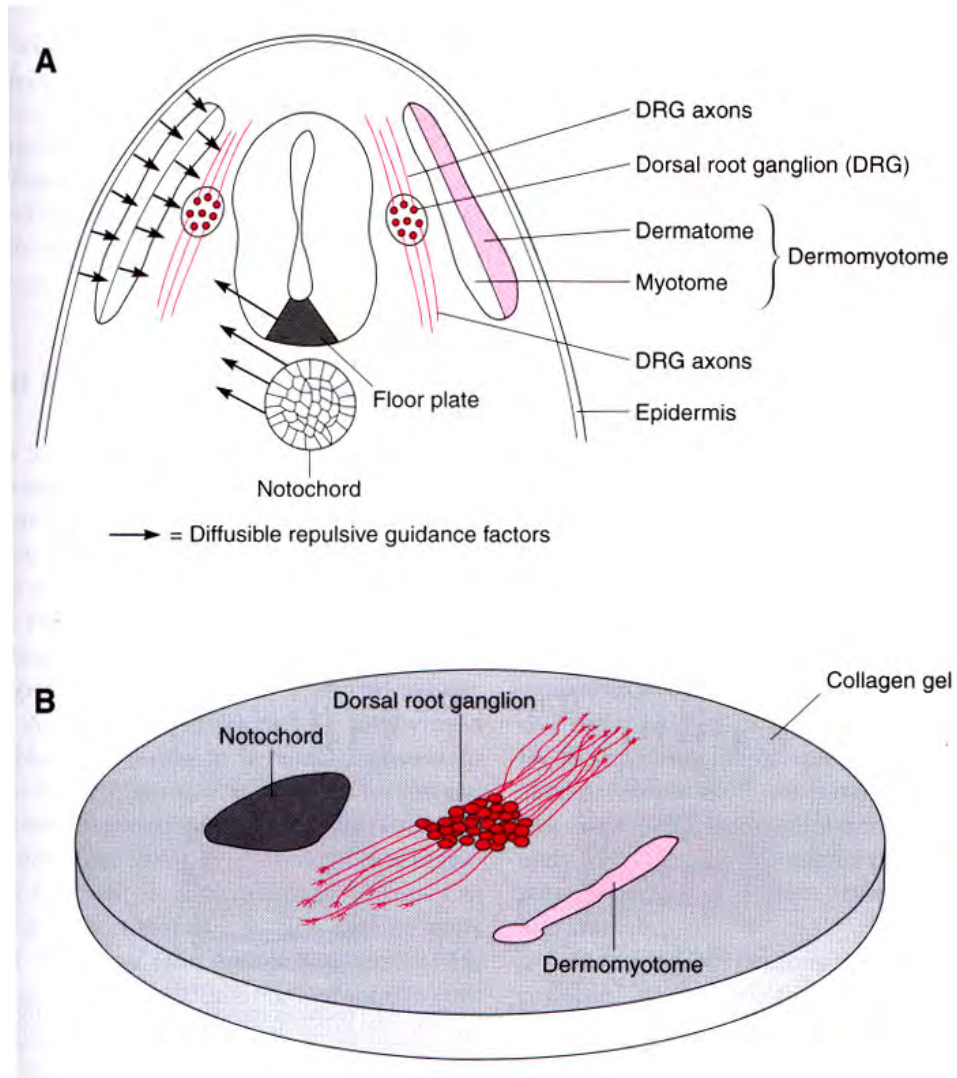 A
DRG axons
Dorsal root ganglion (DRG)
Dermatome
Dermomyotome
Myotome
DRG axons
Floor plate
Epidermis
Notochord
= Diffusible repulsive guidance factors
B
Collagen gel
Dorsal root ganglion
Notochord
Dermomyotome